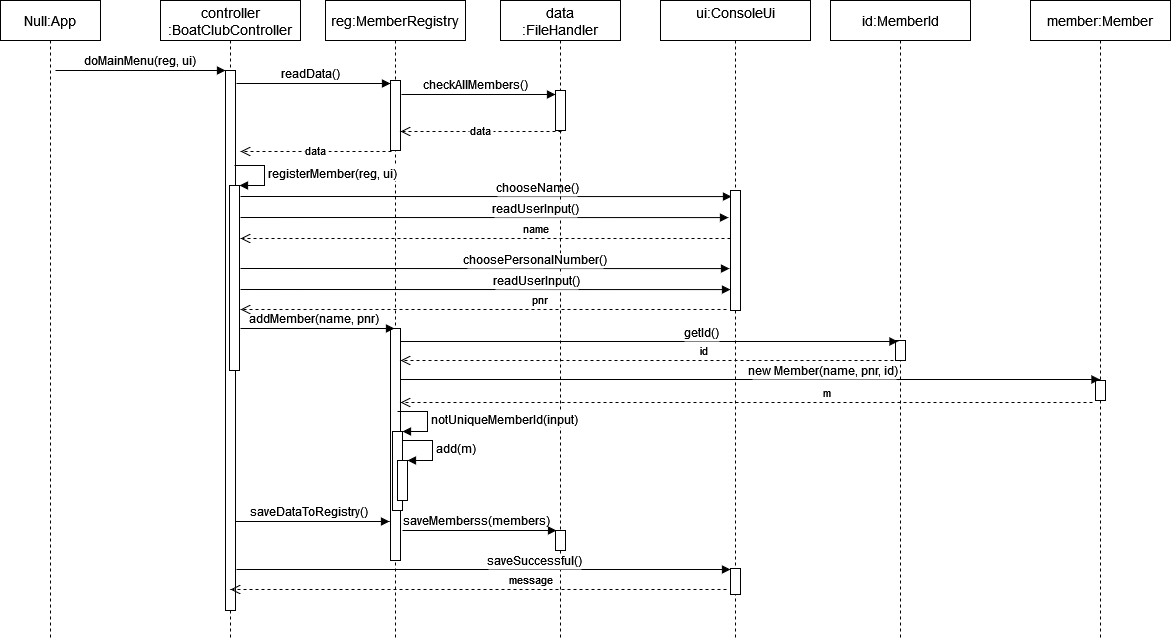 Null:App
controller
:BoatClubController
reg:MemberRegistry
data
:FileHandler
ui:ConsoleUi
id:MemberId
member:Member
doMainMenu(reg, ui)
readData()
checkAllMembers()
data
data
registerMember(reg, ui)
chooseName()
readUserInput()
name
choosePersonalNumber()
readUserInput()
pnr
addMember(name, pnr)
getId()
id
new Member(name, pnr, id)
m
notUniqueMemberId(input)
add(m)
saveDataToRegistry()
saveMemberss(members)
saveSuccessful()
message